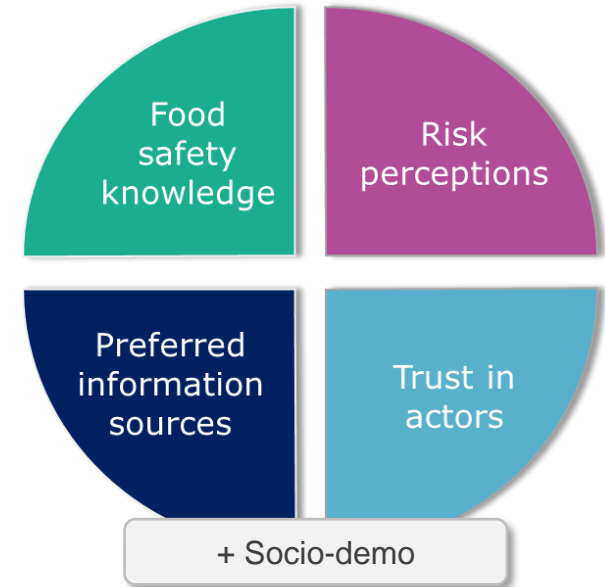 Food
safety
knowledge
Risk
perceptions
Preferred
information
sources
Trust in
actors
+ Socio-demo